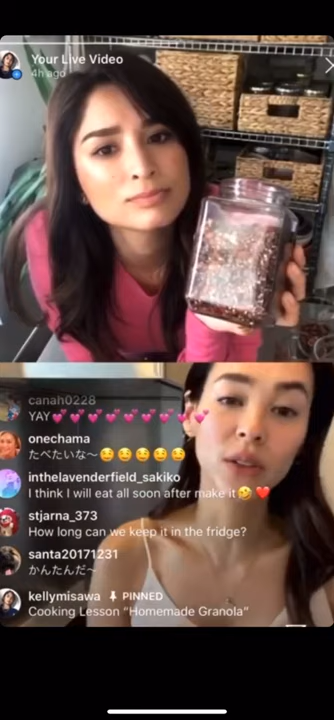 Your Live Video
4h ago
canah0228
YAY💕💕💕💕💕💕💕💕💕
onechama
たべたいな〜😋😋😋😋😋
inthelavenderfield_sakiko
I think I will eat all soon after make it🤣❤️
stjarna_373
How long can we keep it in the fridge?
santa20171231
かんたんだ〜
kellymisawa 📌 PINNED
Cooking Lesson “Homemade Granola”